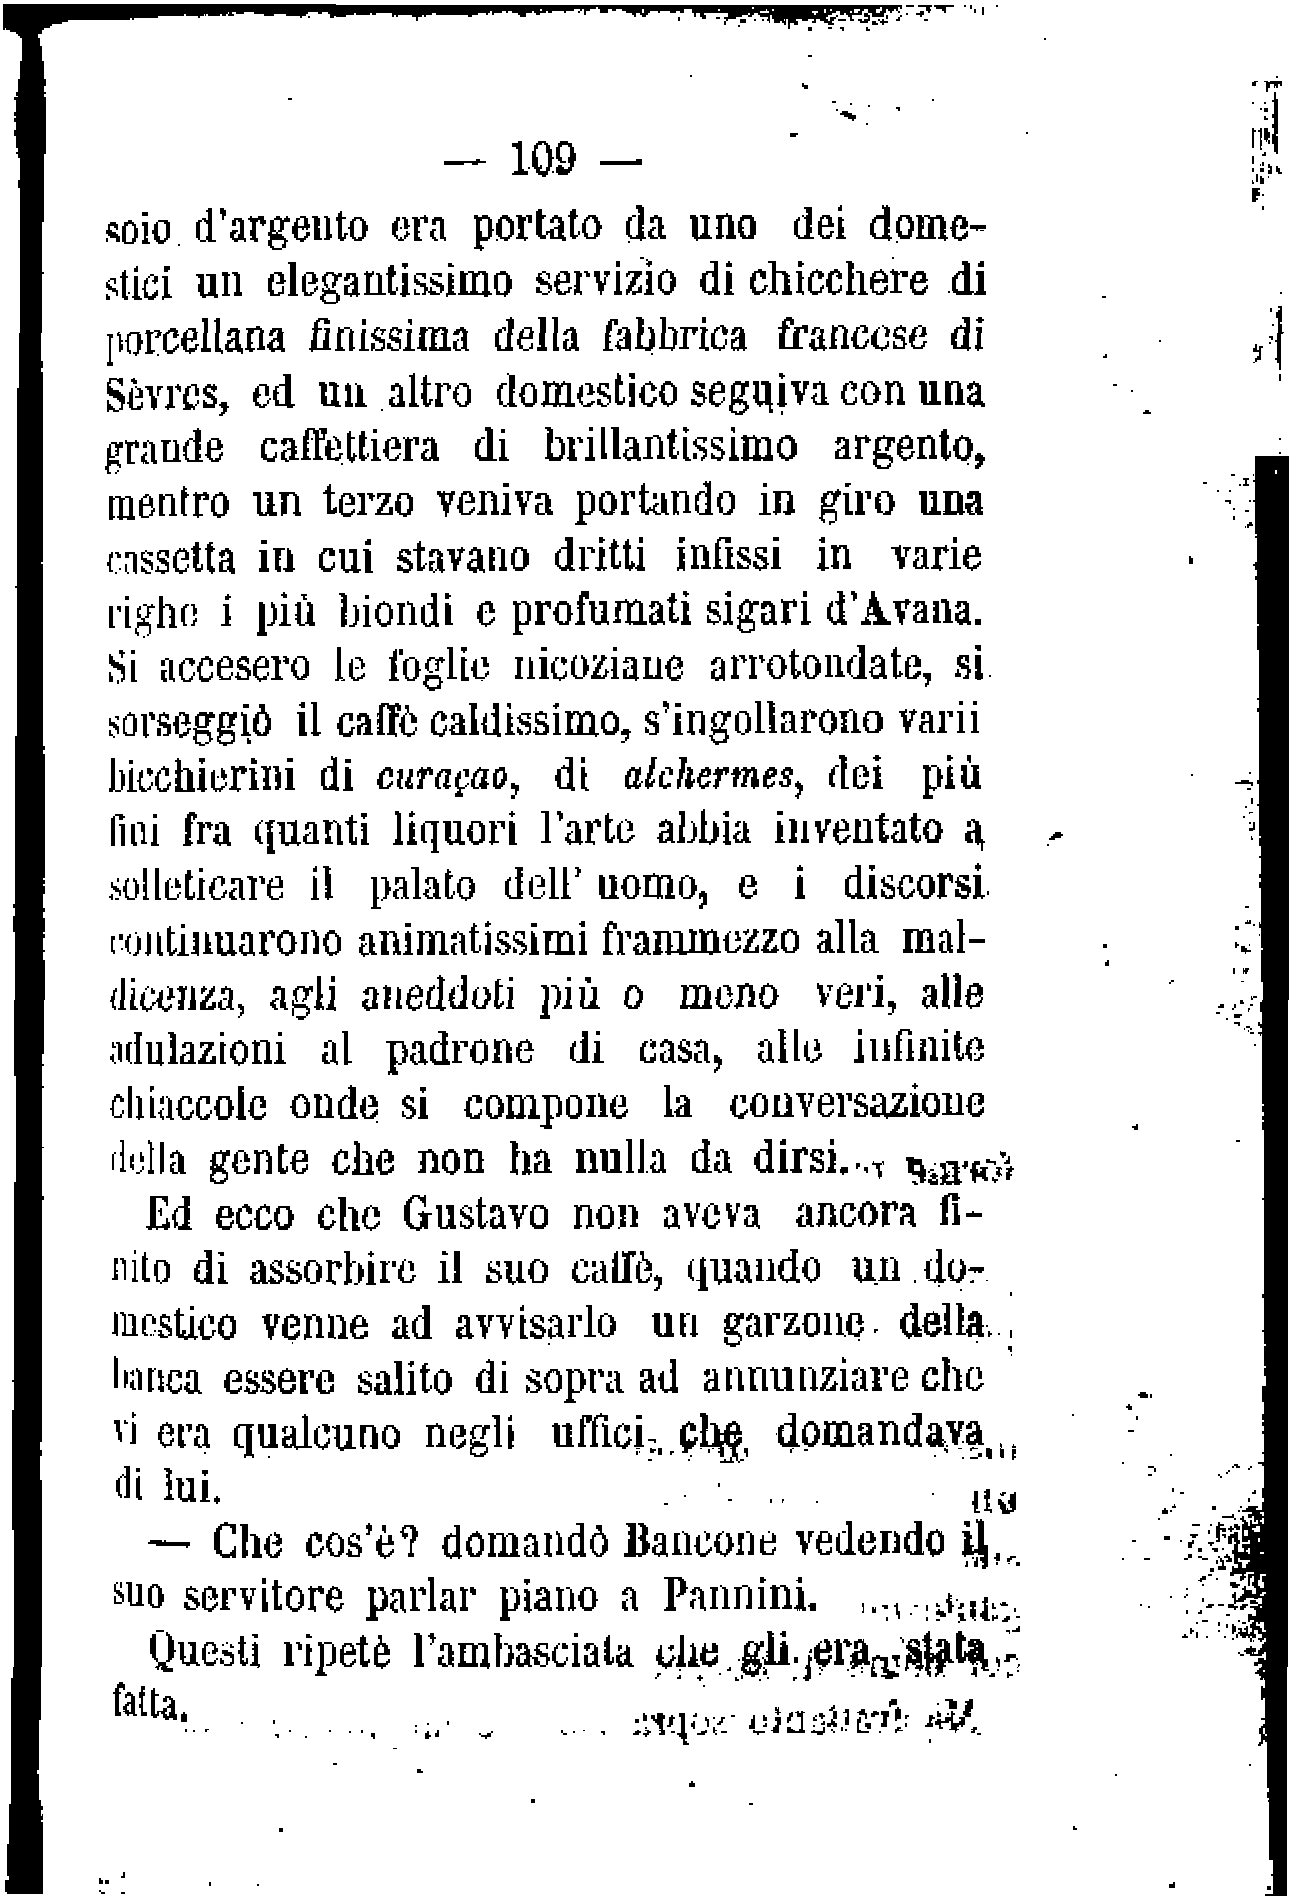 — 109 —
soio d'argento era portato da uno dei dome-
stici un elegantissimo servizio di chicchere di
porcellana finissima della fabbrica francese di
Sèvres, ed un altro domestico seguiva con una
grande caffettiera di brillantissimo argento,
mentre un terzo veniva portando in giro una
cassetta in cui stavano dritti infissi in varie
righe i più biondi e profumati sigari d'Avana.
Si accesero le foglie nicoziane arrotondate, si
sorseggiò il caffè caldissimo, s'ingollarono varii
bicchierini di curaçao, di alchermes, dei più
fini fra quanti liquori l'arte abbia inventato a
solleticare il palato dell' uomo, e i discorsi
continuarono animatissimi frammezzo alla mal-
dicenza, agli aneddoti più o meno veri, alle
adulazioni al padrone di casa, alle infinite
chiaccole onde si compone la conversazione
della gente che non ha nulla da dirsi.
Ed ecco che Gustavo non aveva ancora fi-
nito di assorbire il suo caffè, quando un do-
mestico venne ad avvisarlo un garzone della
banca essere salito di sopra ad annunziare che
vi era qualcuno negli uffici che domandava
di lui.
— Che cos'è? domandò Bancone vedendo il
suo servitore parlar piano a Pannini.
Questi ripetè l'ambasciata che gli era stata
fatta.